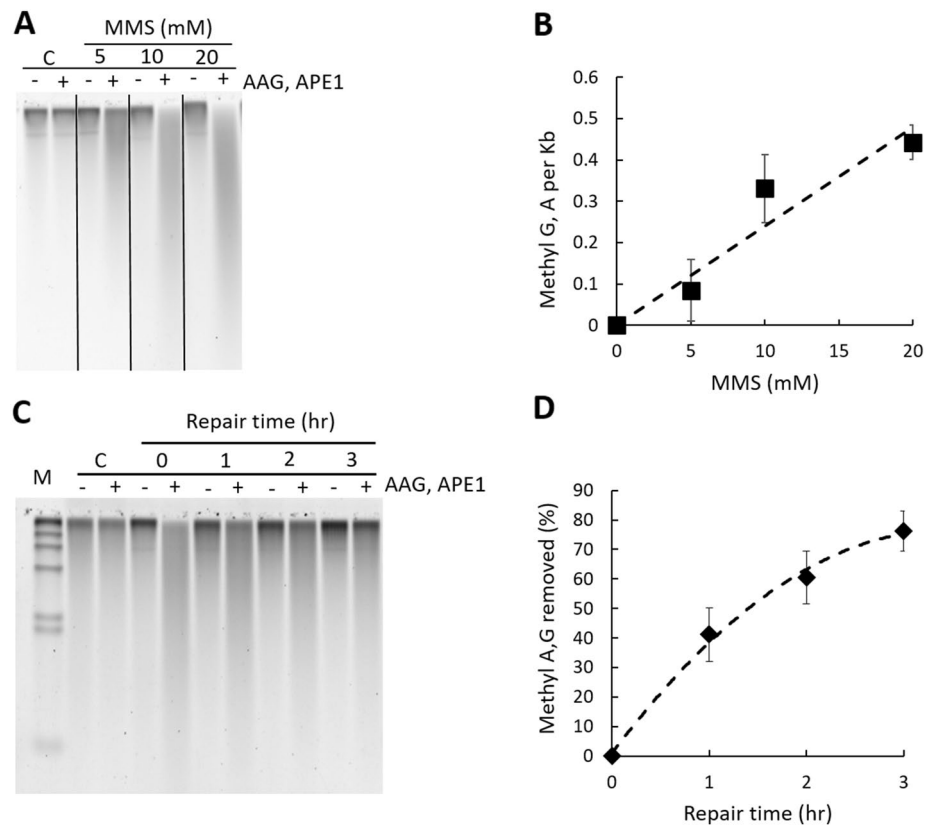 A
MMS (mM)
C 5 10 20
- + - + - + - + AAG, APE1
B
Methyl G, A per Kb
0.6
0.5
0.4
0.3
0.2
0.1
0
0 5 10 15 20
MMS (mM)
C
Repair time (hr)
M C 0 1 2 3
- + - + - + - + - + AAG, APE1
D
Methyl A,G removed (%)
90
80
70
60
50
40
30
20
10
0
0 1 2 3
Repair time (hr)